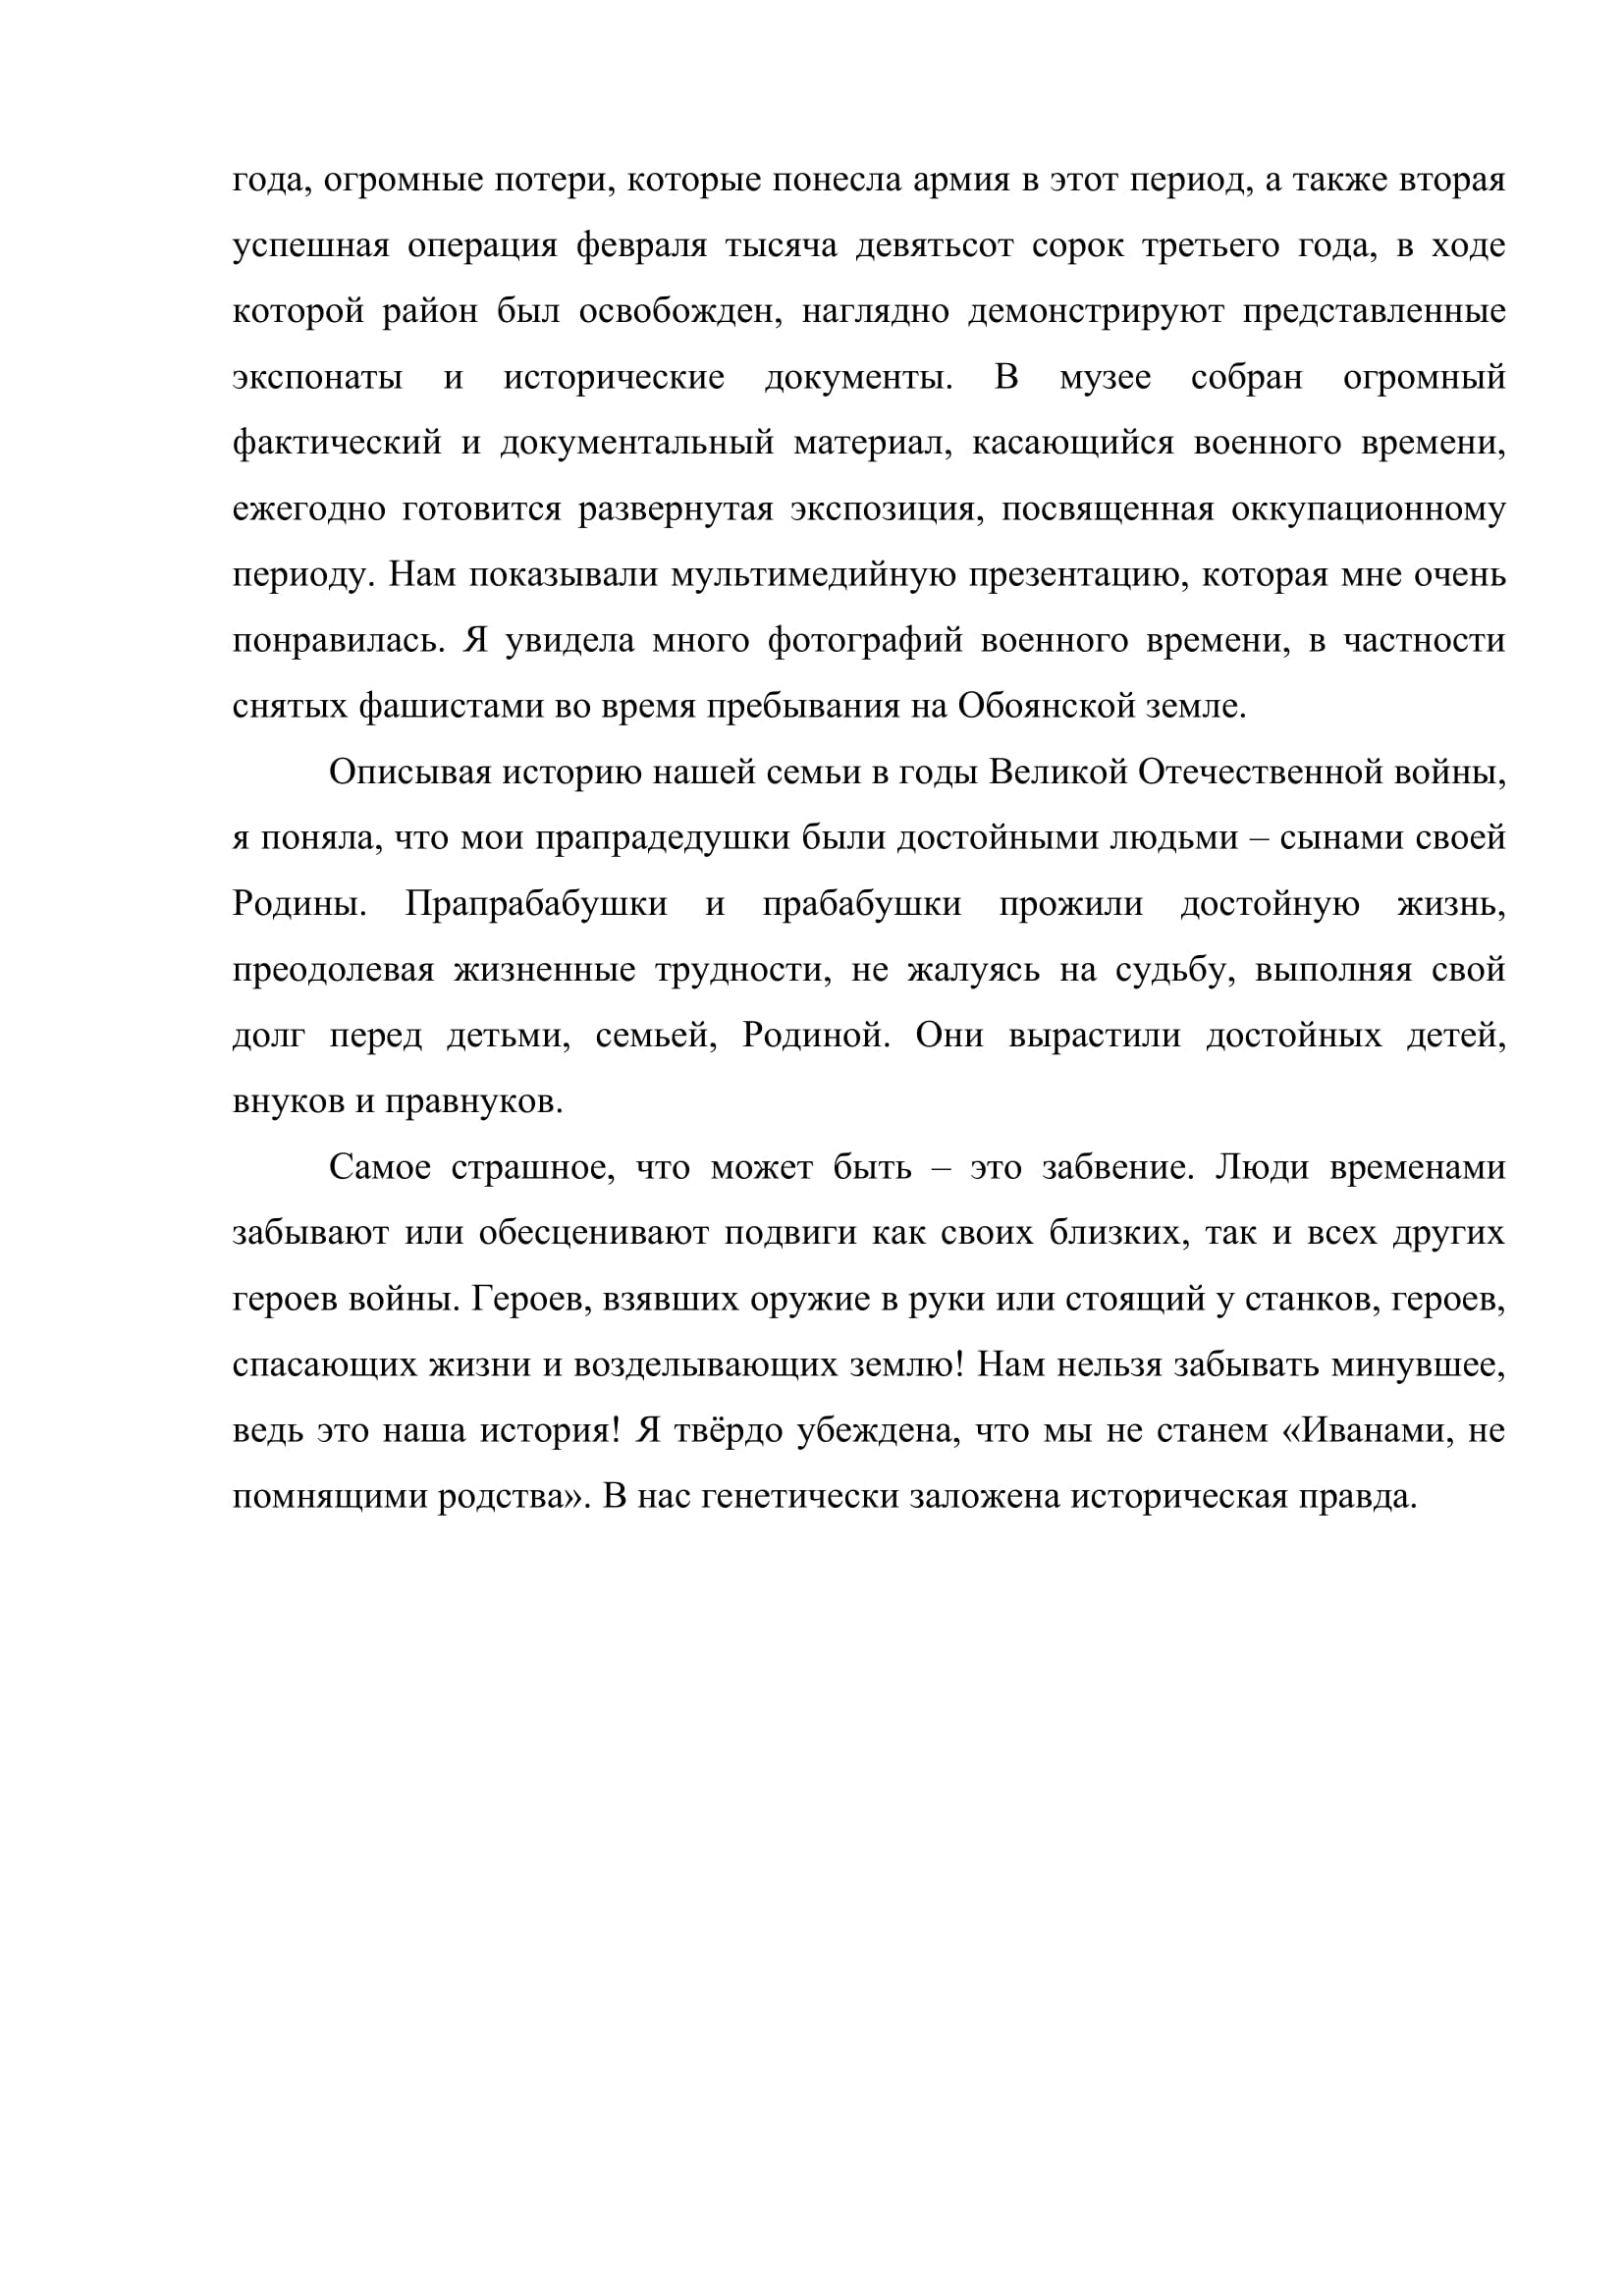 года, огромные потери, которые понесла армия в этот период, а также вторая
успешная операция февраля тысяча девятьсот сорок третьего года, в ходе
которой район был освобожден, наглядно демонстрируют представленные
экспонаты и исторические документы. В музее собран огромный
фактический и документальный материал, касающийся военного времени,
ежегодно готовится развернутая экспозиция, посвященная оккупационному
периоду. Нам показывали мультимедийную презентацию, которая мне очень
понравилась. Я увидела много фотографий военного времени, в частности
снятых фашистами во время пребывания на Обоянской земле.
Описывая историю нашей семьи в годы Великой Отечественной войны,
я поняла, что мои прапрадедушки были достойными людьми – сынами своей
Родины. Прапрабабушки и прабабушки прожили достойную жизнь,
преодолевая жизненные трудности, не жалуясь на судьбу, выполняя свой
долг перед детьми, семьей, Родиной. Они вырастили достойных детей,
внуков и правнуков.
Самое страшное, что может быть – это забвение. Люди временами
забывают или обесценивают подвиги как своих близких, так и всех других
героев войны. Героев, взявших оружие в руки или стоящий у станков, героев,
спасающих жизни и возделывающих землю! Нам нельзя забывать минувшее,
ведь это наша история! Я твёрдо убеждена, что мы не станем «Иванами, не
помнящими родства». В нас генетически заложена историческая правда.